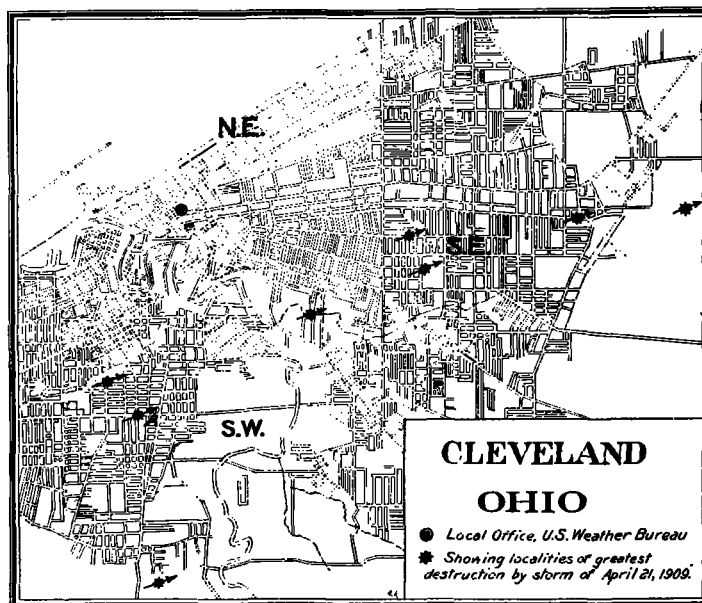 N.E.
S.E.
S.W.
CLEVELAND
OHIO
Local Office, U.S. Weather Bureau
Showing localities of greatest
destruction by storm of April 21, 1909.